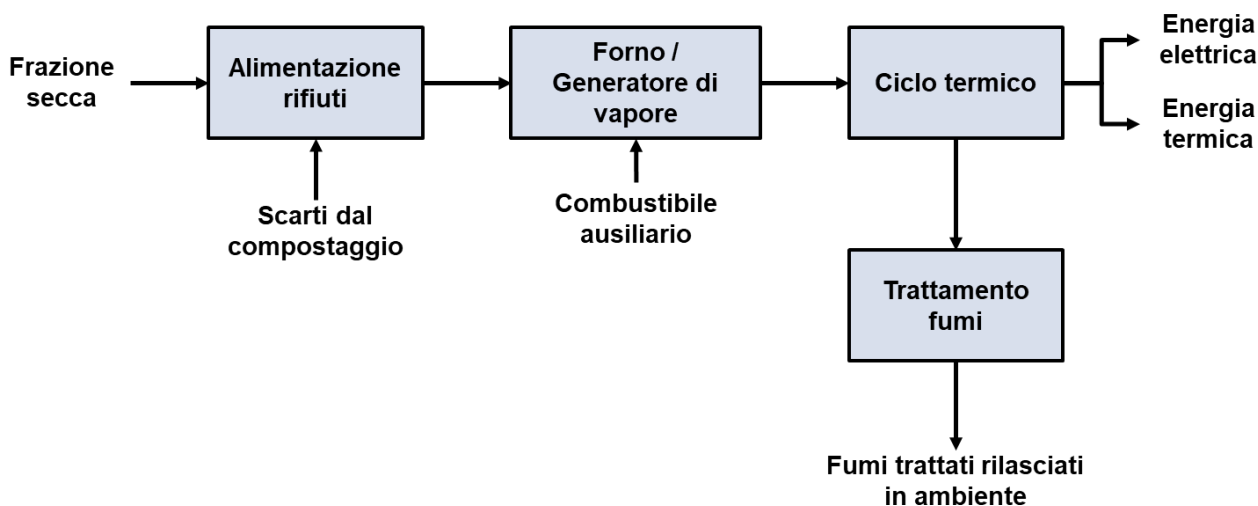 Frazione
secca
Alimentazione
rifiuti
Scarti dal
compostaggio
Forno /
Generatore di
vapore
Combustibile
ausiliario
Ciclo termico
Energia
elettrica
Energia
termica
Trattamento
fumi
Fumi trattati rilasciati
in ambiente